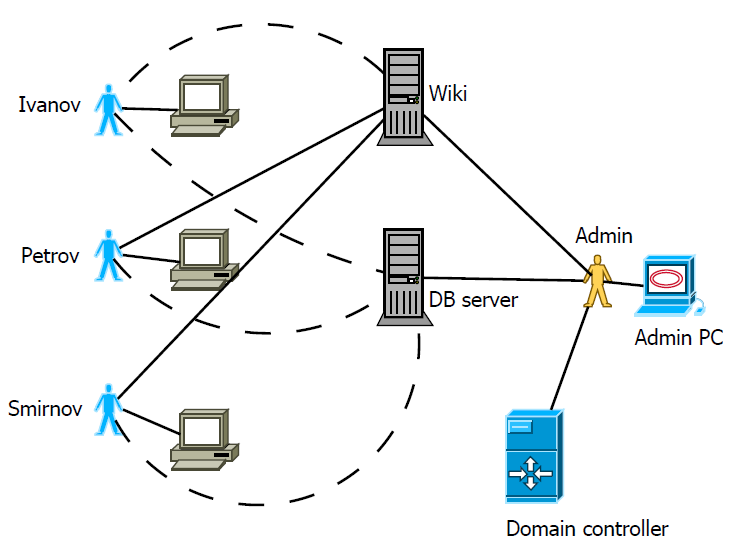 Ivanov
Wiki
Petrov
Admin
DB server
Admin PC
Smirnov
Domain controller